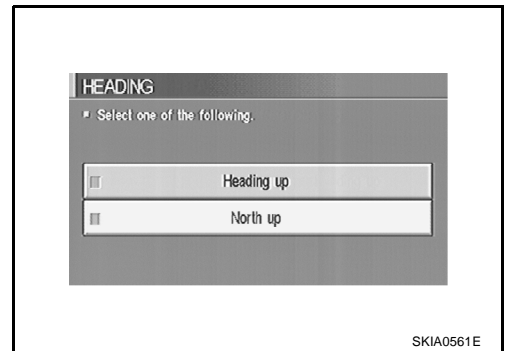 HEADING
Select one of the following.
Heading up
North up
SKIA0561E